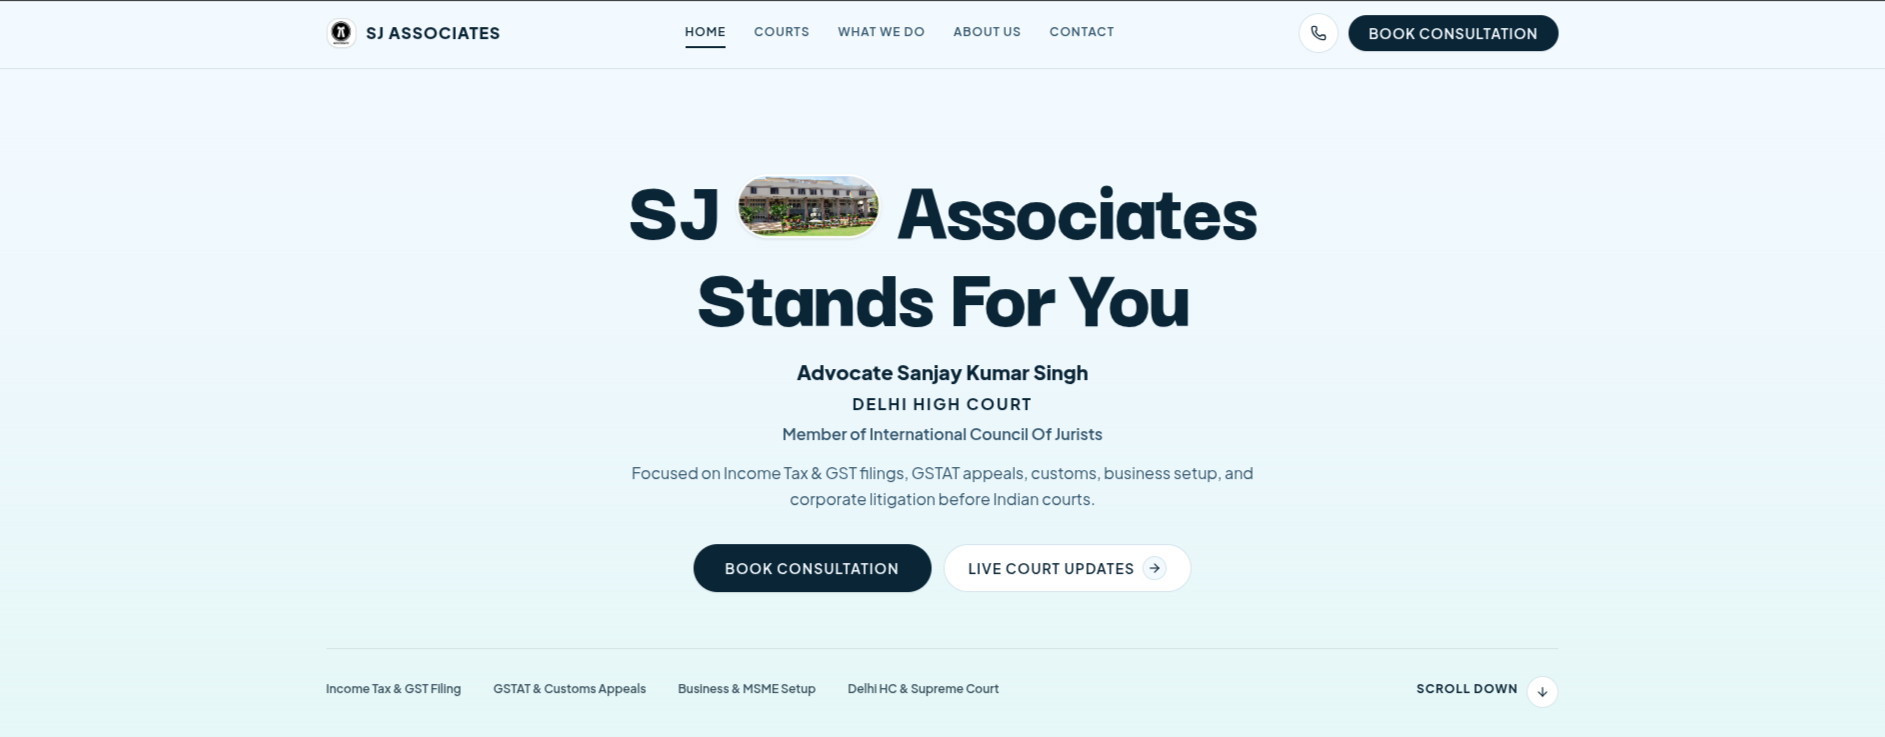 SJ ASSOCIATES
HOME
COURTS
WHAT WE DO
ABOUT US
CONTACT
BOOK CONSULTATION
SJ Associates
Stands For You
Advocate Sanjay Kumar Singh
DELHI HIGH COURT
Member of International Council Of Jurists
Focused on Income Tax & GST filings, GSTAT appeals, customs, business setup, and
corporate litigation before Indian courts.
BOOK CONSULTATION
LIVE COURT UPDATES
Income Tax & GST Filing
GSTAT & Customs Appeals
Business & MSME Setup
Delhi HC & Supreme Court
SCROLL DOWN